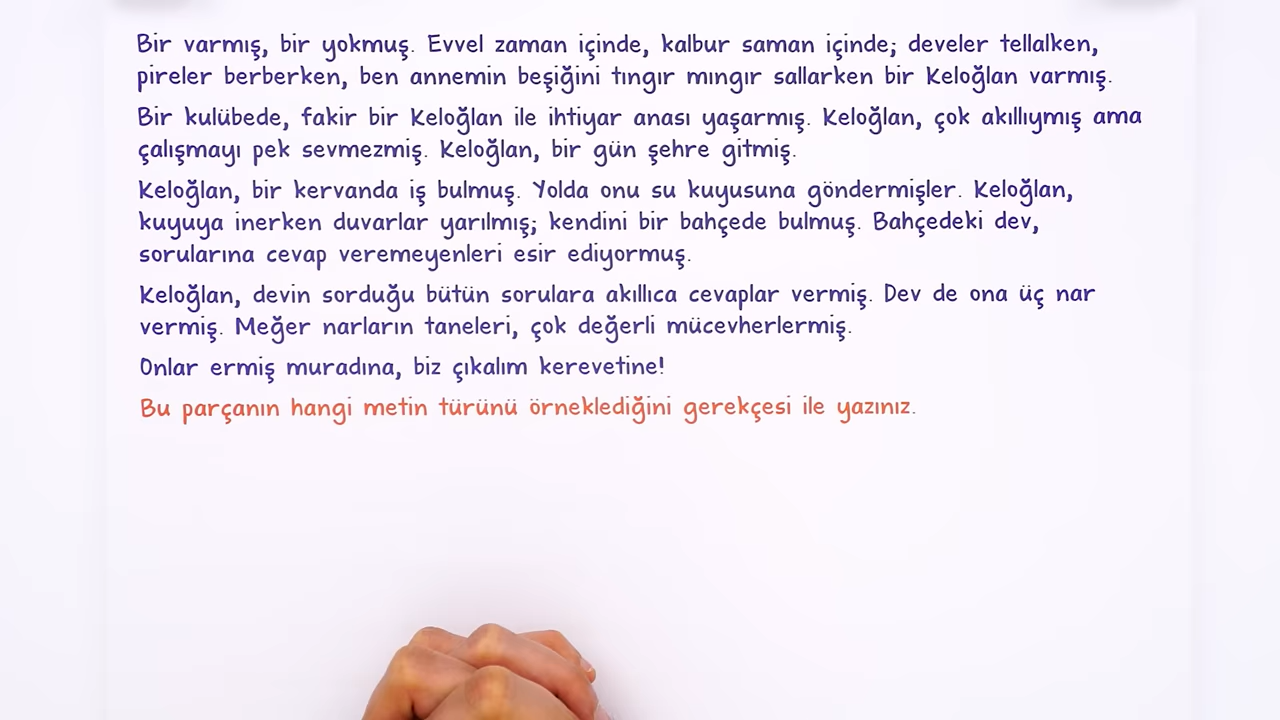 Bir varmış, bir yokmuş. Evvel zaman içinde, kalbur saman içinde; develer tellalken,
pireler berberken, ben annemin beşiğini tıngır mıngır sallarken bir Keloğlan varmış.
Bir kulübede, fakir bir Keloğlan ile ihtiyar anası yaşarmış. Keloğlan, çok akıllıymış ama
çalışmayı pek sevmezmiş. Keloğlan, bir gün şehre gitmiş.
Keloğlan, bir kervanda iş bulmuş. Yolda onu su kuyusuna göndermişler. Keloğlan,
kuyuya inerken duvarlar yarılmış; kendini bir bahçede bulmuş. Bahçedeki dev,
sorularına cevap veremeyenleri esir ediyormuş.
Keloğlan, devin sorduğu bütün sorulara akıllıca cevaplar vermiş. Dev de ona üç nar
vermiş. Meğer narların taneleri, çok değerli mücevherlermiş.
Onlar ermiş muradına, biz çıkalım kerevetine!
Bu parçanın hangi metin türünü örneklediğini gerekçesi ile yazınız.